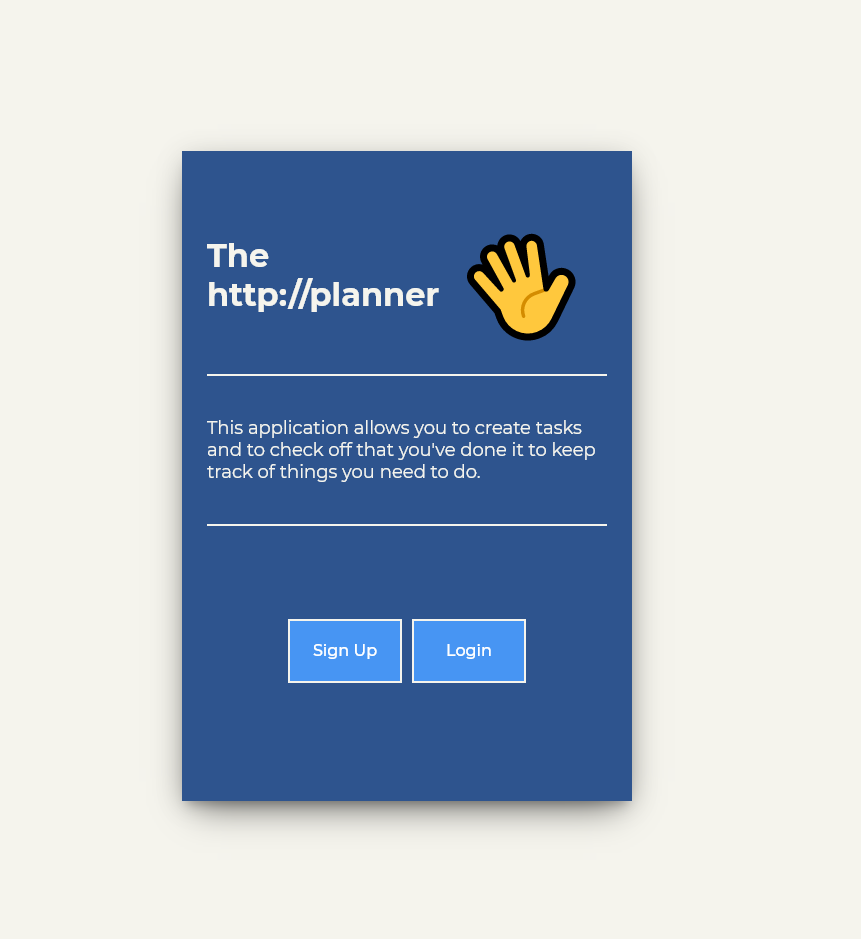 The
http://planner
This application allows you to create tasks
and to check off that you've done it to keep
track of things you need to do.
Sign Up
Login